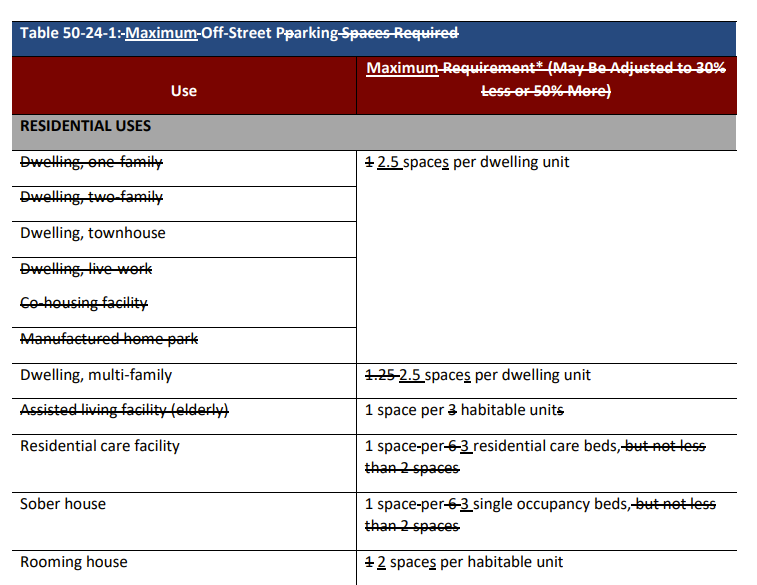 Table 50-24-1: Maximum Off-Street Pparking Spaces Required
Use
Maximum Requirement* (May Be Adjusted to 30%
Less or 50% More)
RESIDENTIAL USES
Dwelling, one-family
1 2.5 spaces per dwelling unit
Dwelling, two-family
Dwelling, townhouse
Dwelling, live-work
Co-housing facility
Manufactured home park
Dwelling, multi-family
1.25 2.5 spaces per dwelling unit
Assisted living facility (elderly)
1 space per 3 habitable units
Residential care facility
1 space per 6 3 residential care beds, but not less
than 2 spaces
Sober house
1 space per 6 3 single occupancy beds, but not less
than 2 spaces
Rooming house
1 2 spaces per habitable unit